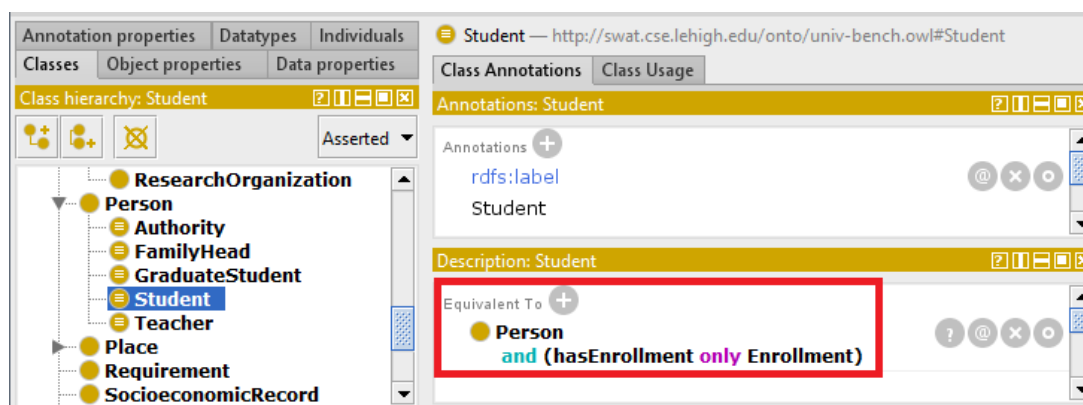 Annotation properties Datatypes Individuals
Classes Object properties Data properties
Class hierarchy: Student
Asserted
ResearchOrganization
Person
Authority
FamilyHead
GraduateStudent
Student
Teacher
Place
Requirement
SocioeconomicRecord
Student — http://swat.cse.lehigh.edu/onto/univ-bench.owl#Student
Class Annotations Class Usage
Annotations: Student
Annotations
rdfs:label
Student
Description: Student
Equivalent To
Person
and (hasEnrollment only Enrollment)